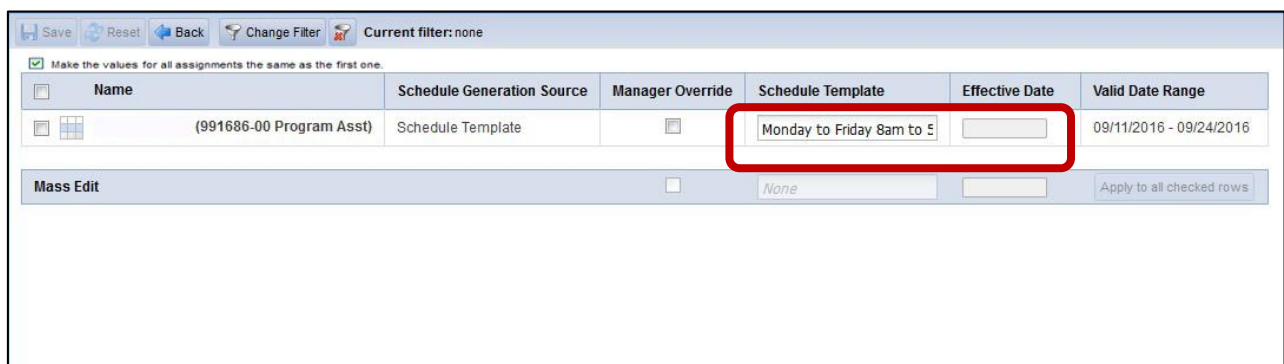 Save Reset Back Change Filter Current filter: none
Make the values for all assignments the same as the first one.
Name Schedule Generation Source Manager Override Schedule Template Effective Date Valid Date Range
(991686-00 Program Asst) Schedule Template Monday to Friday 8am to 5 09/11/2016 - 09/24/2016
Mass Edit None Apply to all checked rows